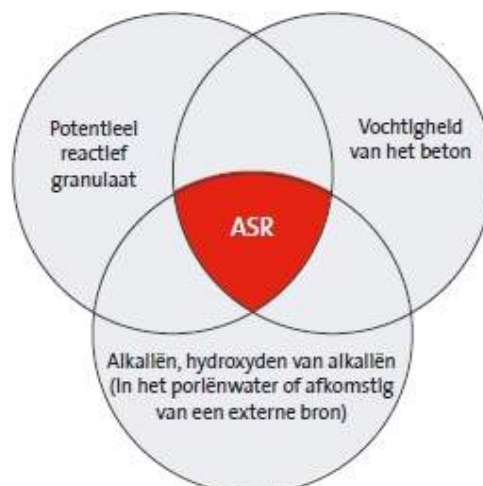 Potentieel
reactief
granulaat
Vochtigheid
van het beton
ASR
Alkaliën, hydroxyden van alkaliën
(In het poriënwater of afkomstig
van een externe bron)